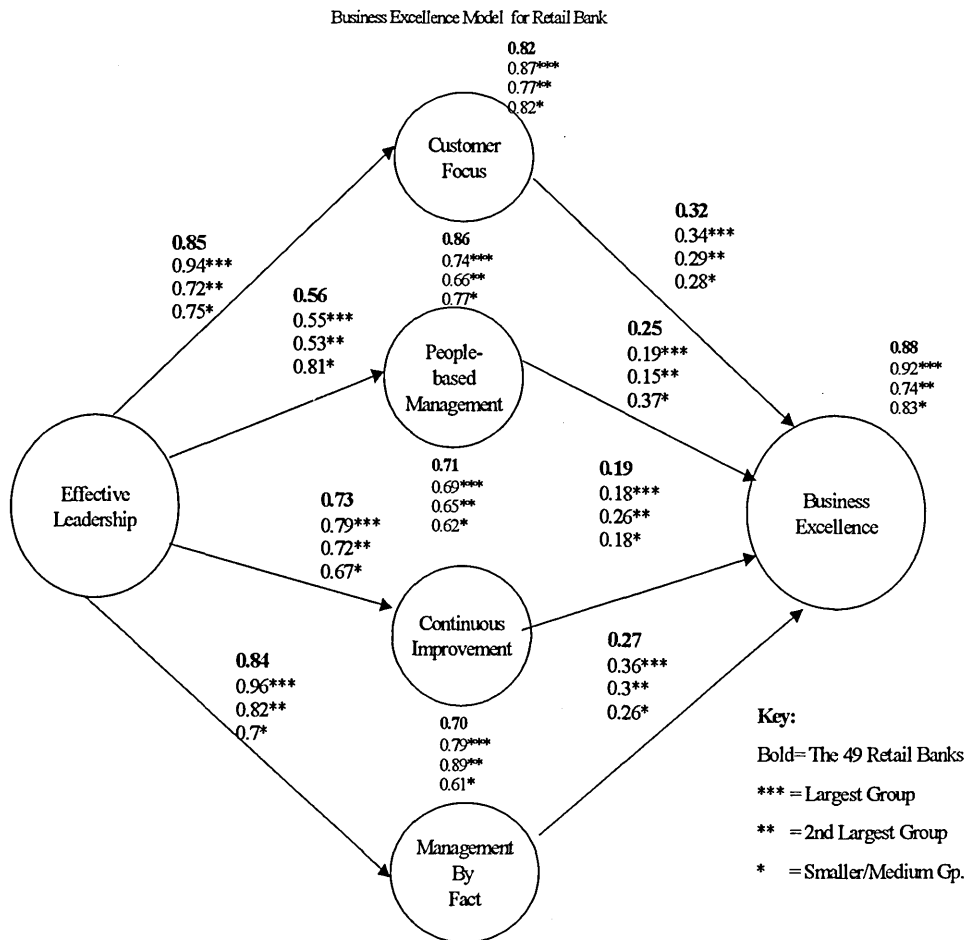 Business Excellence Model for Retail Bank
0.82
0.87***
0.77**
0.82*
Customer
Focus
0.85
0.94***
0.72**
0.75*
0.32
0.34***
0.29**
0.28*
0.86
0.74***
0.66**
0.77*
0.56
0.55***
0.53**
0.81*
People-
based
Management
0.25
0.19***
0.15**
0.37*
0.88
0.92***
0.74**
0.83*
Effective
Leadership
0.71
0.69***
0.65**
0.62*
0.73
0.79***
0.72**
0.67*
0.19
0.18***
0.26**
0.18*
Business
Excellence
Continuous
Improvement
0.84
0.96***
0.82**
0.7*
0.27
0.36***
0.3**
0.26*
0.70
0.79***
0.89**
0.61*
Management
By
Fact
Key:
Bold= The 49 Retail Banks
*** = Largest Group
** = 2nd Largest Group
* = Smaller/Medium Gp.